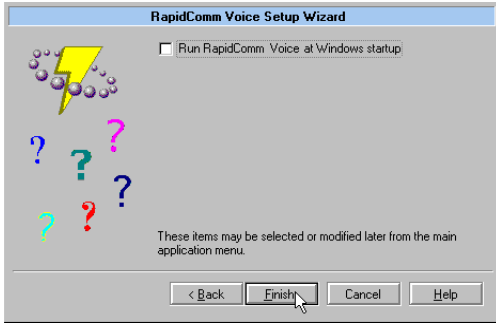 RapidComm Voice Setup Wizard
Run RapidComm Voice at Windows startup
?
?
?
?
?
?
These items may be selected or modified later from the main
application menu.
< Back Finish Cancel Help